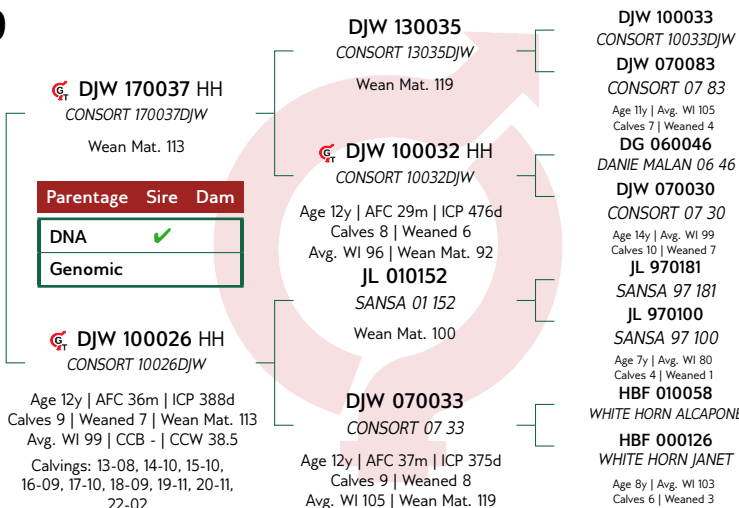 DJW 170037 HH
CONSORT 170037DJW
Wean Mat. 113
Parentage Sire Dam
DNA ✔
Genomic
DJW 100026 HH
CONSORT 10026DJW
Age 12y | AFC 36m | ICP 388d
Calves 9 | Weaned 7 | Wean Mat. 113
Avg. WI 99 | CCB - | CCW 38.5
Calvings: 13-08, 14-10, 15-10,
16-09, 17-10, 18-09, 19-11, 20-11,
22-02
DJW 130035
CONSORT 13035DJW
Wean Mat. 119
DJW 100032 HH
CONSORT 10032DJW
Age 12y | AFC 29m | ICP 476d
Calves 8 | Weaned 6
Avg. WI 96 | Wean Mat. 92
JL 010152
SANSA 01 152
Wean Mat. 100
DJW 070033
CONSORT 07 33
Age 12y | AFC 37m | ICP 375d
Calves 9 | Weaned 8
Avg. WI 105 | Wean Mat. 119
DJW 100033
CONSORT 10033DJW
DJW 070083
CONSORT 07 83
Age 11y | Avg. WI 105
Calves 7 | Weaned 4
DG 060046
DANIE MALAN 06 46
DJW 070030
CONSORT 07 30
Age 14y | Avg. WI 99
Calves 10 | Weaned 7
JL 970181
SANSA 97 181
JL 970100
SANSA 97 100
Age 7y | Avg. WI 80
Calves 4 | Weaned 1
HBF 010058
WHITE HORN ALCAPONE
HBF 000126
WHITE HORN JANET
Age 8y | Avg. WI 103
Calves 6 | Weaned 3